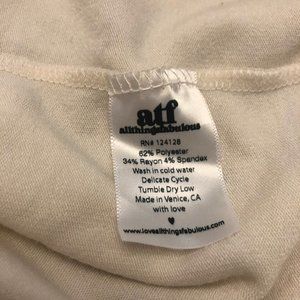 atf
allthingsfabulous
RN# 124128
62% Polyester
34% Rayon 4% Spandex
Wash in cold water
Delicate Cycle
Tumble Dry Low
Made in Venice, CA
with love
♥
www.loveallthingsfabulous.com